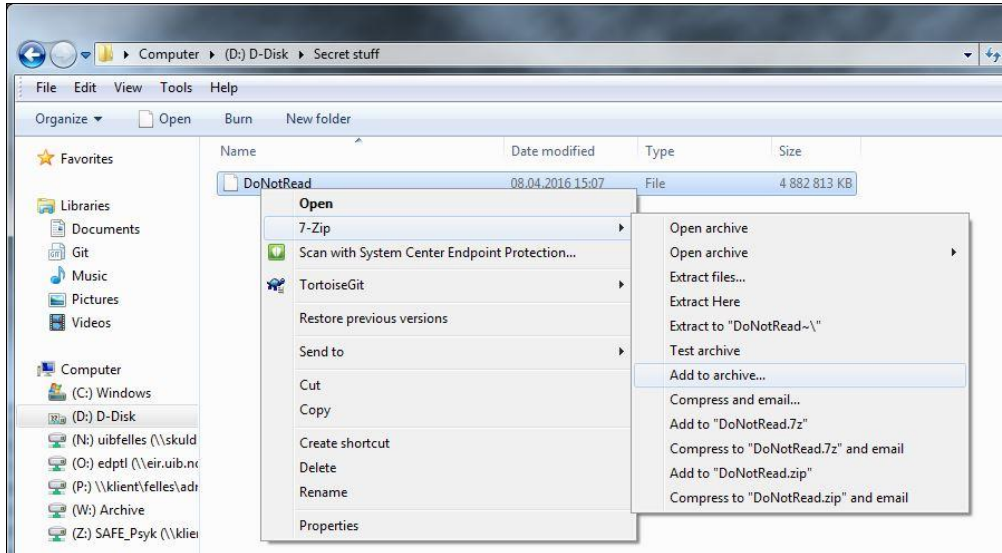 Computer ▸ (D:) D-Disk ▸ Secret stuff
File Edit View Tools Help
Organize Open Burn New folder
Name Date modified Type Size
DoNotRead 08.04.2016 15:07 File 4 882 813 KB
Favorites
Libraries
Documents
Git
Music
Pictures
Videos
Computer
(C:) Windows
(D:) D-Disk
(N:) uibfelles (\\skuld
(O:) edptl (\\eir.uib.no
(P:) \\klient\felles\adr
(W:) Archive
(Z:) SAFE_Psyk (\\klie
Open
7-Zip
Scan with System Center Endpoint Protection...
TortoiseGit
Restore previous versions
Send to
Cut
Copy
Create shortcut
Delete
Rename
Properties
Open archive
Open archive
Extract files...
Extract Here
Extract to "DoNotRead~\"
Test archive
Add to archive...
Compress and email...
Add to "DoNotRead.7z"
Compress to "DoNotRead.7z" and email
Add to "DoNotRead.zip"
Compress to "DoNotRead.zip" and email